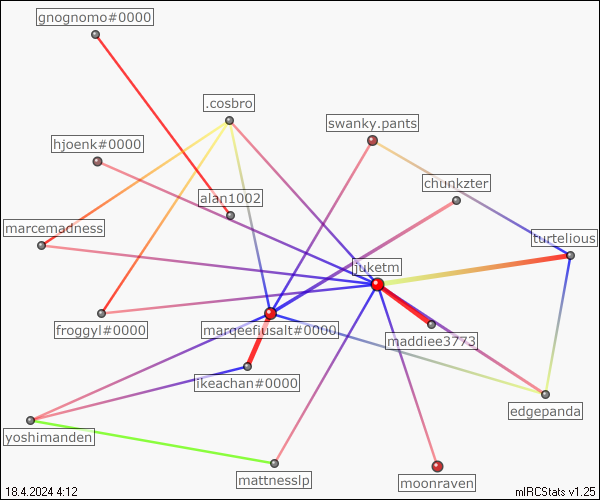 gnognomo#0000
.cosbro
swanky.pants
hjoenk#0000
chunkzter
alan1002
marcemadness
turtelious
juketm
froggyl#0000
marqeefiusalt#0000
maddiee3773
ikeachan#0000
edgepanda
yoshimanden
mattnesslp
moonraven
18.4.2024 4:12
mIRCStats v1.25